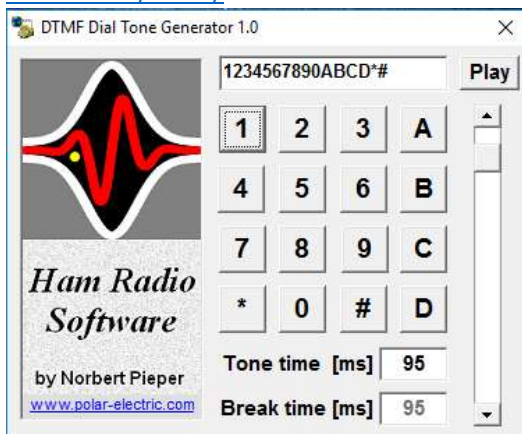 DTMF Dial Tone Generator 1.0
1234567890ABCD*#
Play
1 2 3 A
4 5 6 B
7 8 9 C
* 0 # D
Ham Radio
Software
by Norbert Pieper
www.polar-electric.com
Tone time [ms] 95
Break time [ms] 95